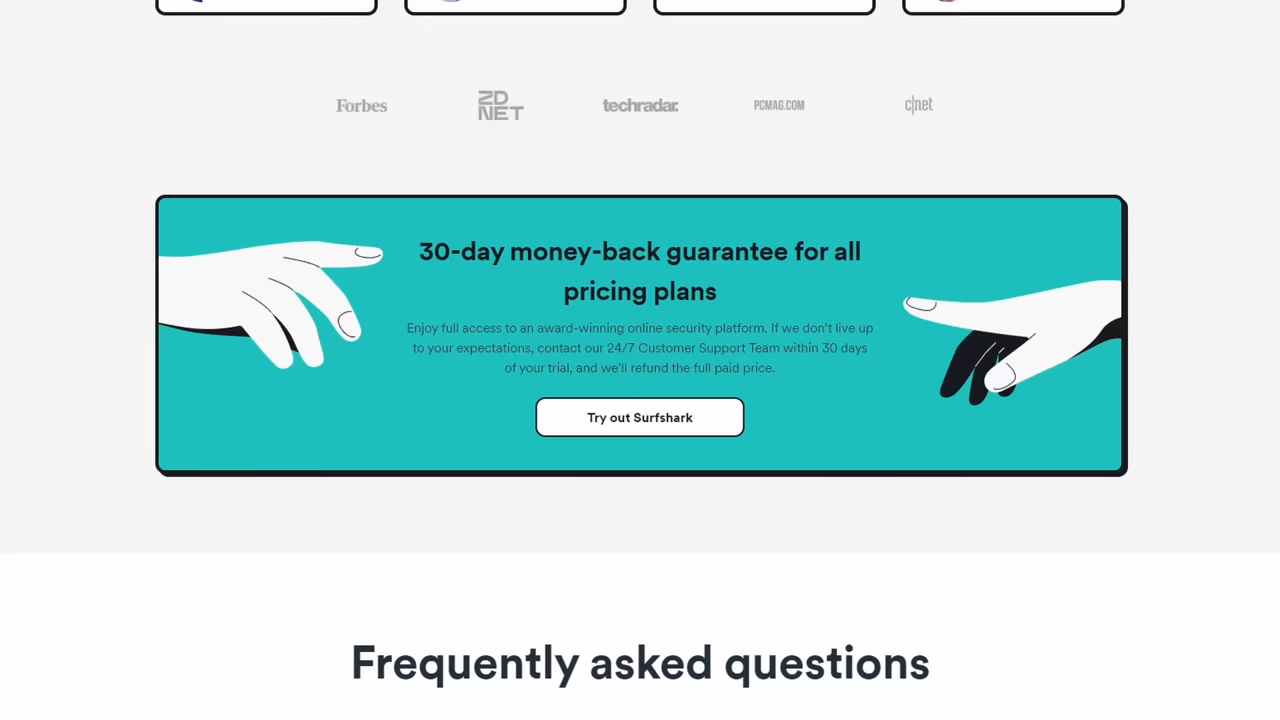 Forbes
ZD
NET
techradar.
PCMAG.COM
c|net
30-day money-back guarantee for all
pricing plans
Enjoy full access to an award-winning online security platform. If we don't live up
to your expectations, contact our 24/7 Customer Support Team within 30 days
of your trial, and we'll refund the full paid price.
Try out Surfshark
Frequently asked questions